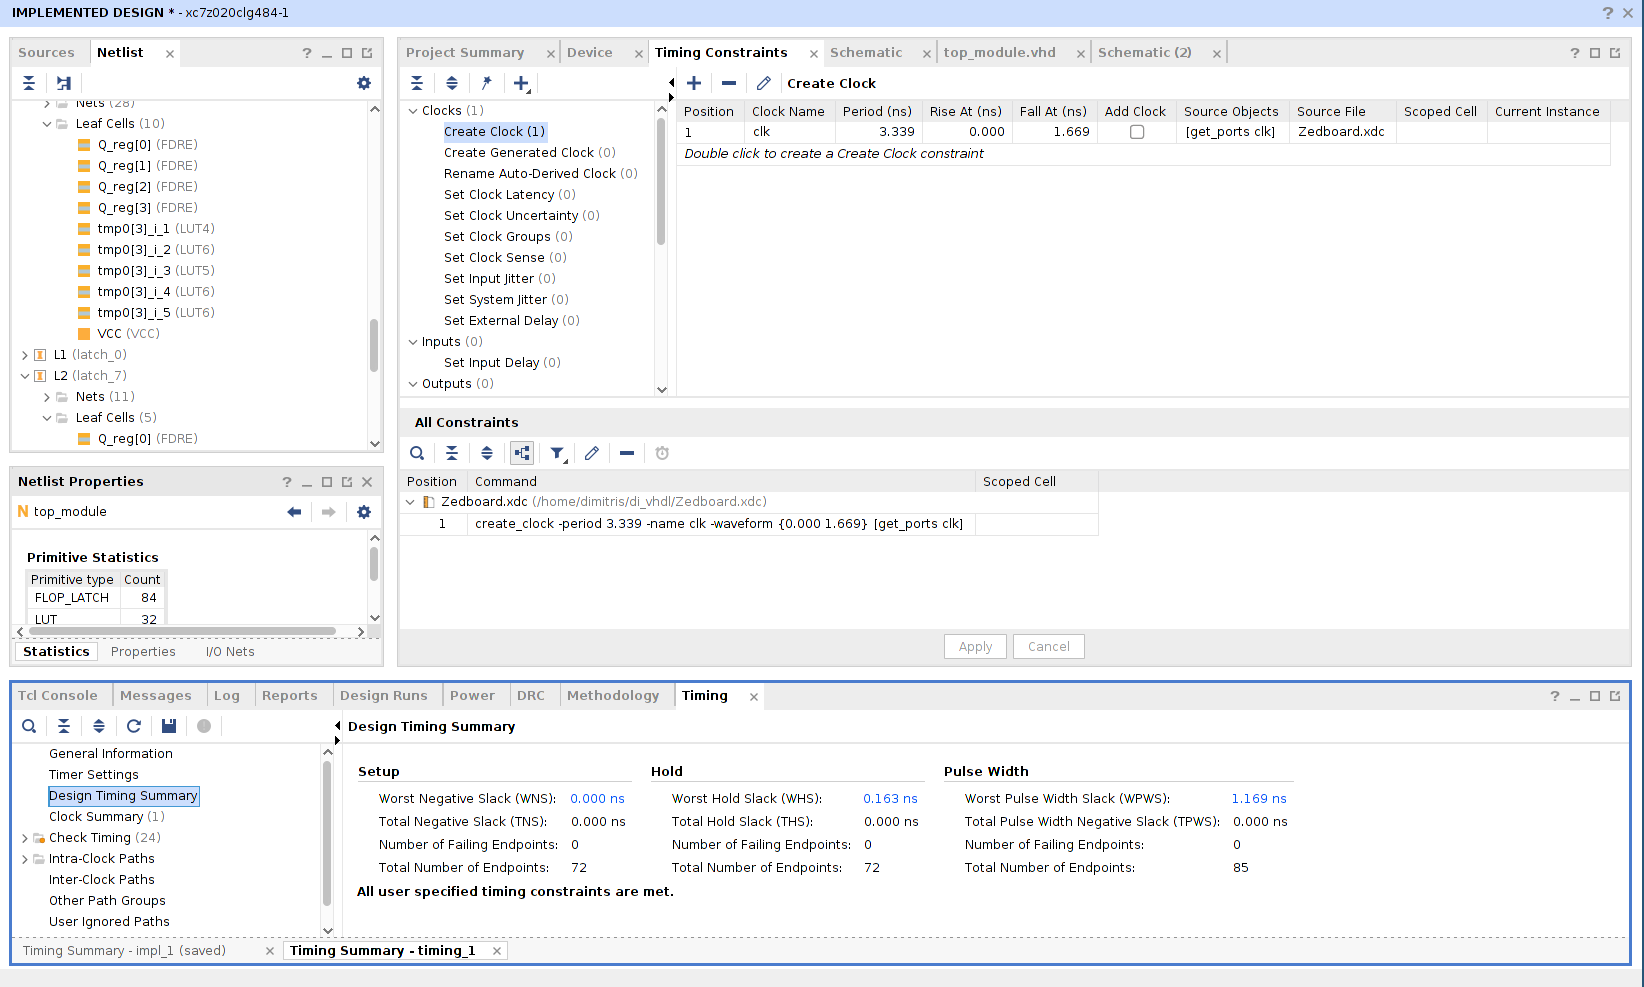 IMPLEMENTED DESIGN * - xc7z020clg484-1
Sources
Netlist
Nets (28)
Leaf Cells (10)
Q_reg[0] (FDRE)
Q_reg[1] (FDRE)
Q_reg[2] (FDRE)
Q_reg[3] (FDRE)
tmp0[3]_i_1 (LUT4)
tmp0[3]_i_2 (LUT6)
tmp0[3]_i_3 (LUT5)
tmp0[3]_i_4 (LUT6)
tmp0[3]_i_5 (LUT6)
VCC (VCC)
L1 (latch_0)
L2 (latch_7)
Nets (11)
Leaf Cells (5)
Q_reg[0] (FDRE)
Netlist Properties
N top_module
Primitive Statistics
Primitive type Count
FLOP_LATCH 84
LUT 32
Statistics Properties I/O Nets
Project Summary Device Timing Constraints Schematic top_module.vhd Schematic (2)
Clocks (1)
Create Clock (1)
Create Generated Clock (0)
Rename Auto-Derived Clock (0)
Set Clock Latency (0)
Set Clock Uncertainty (0)
Set Clock Groups (0)
Set Clock Sense (0)
Set Input Jitter (0)
Set System Jitter (0)
Set External Delay (0)
Inputs (0)
Set Input Delay (0)
Outputs (0)
Create Clock
Position Clock Name Period (ns) Rise At (ns) Fall At (ns) Add Clock Source Objects Source File Scoped Cell Current Instance
1 clk 3.339 0.000 1.669 [get_ports clk] Zedboard.xdc
Double click to create a Create Clock constraint
All Constraints
Position Command Scoped Cell
Zedboard.xdc (/home/dimitris/di_vhdl/Zedboard.xdc)
1 create_clock -period 3.339 -name clk -waveform {0.000 1.669} [get_ports clk]
Apply Cancel
Tcl Console Messages Log Reports Design Runs Power DRC Methodology Timing
General Information
Timer Settings
Design Timing Summary
Clock Summary (1)
Check Timing (24)
Intra-Clock Paths
Inter-Clock Paths
Other Path Groups
User Ignored Paths
Design Timing Summary
Setup Hold Pulse Width
Worst Negative Slack (WNS): 0.000 ns Worst Hold Slack (WHS): 0.163 ns Worst Pulse Width Slack (WPWS): 1.169 ns
Total Negative Slack (TNS): 0.000 ns Total Hold Slack (THS): 0.000 ns Total Pulse Width Negative Slack (TPWS): 0.000 ns
Number of Failing Endpoints: 0 Number of Failing Endpoints: 0 Number of Failing Endpoints: 0
Total Number of Endpoints: 72 Total Number of Endpoints: 72 Total Number of Endpoints: 85
All user specified timing constraints are met.
Timing Summary - impl_1 (saved) Timing Summary - timing_1